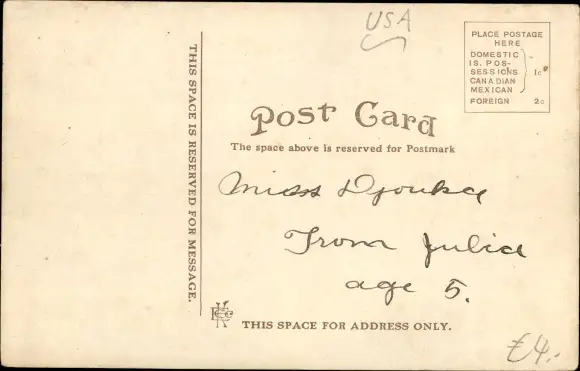 USA
PLACE POSTAGE
HERE
DOMESTIC
IS. POS-
SESSIONS
CANADIAN
MEXICAN
1c
FOREIGN 2c
THIS SPACE IS RESERVED FOR MESSAGE.
Post Card
The space above is reserved for Postmark
Miss
From Julia
age 5.
THIS SPACE FOR ADDRESS ONLY.
€4.-